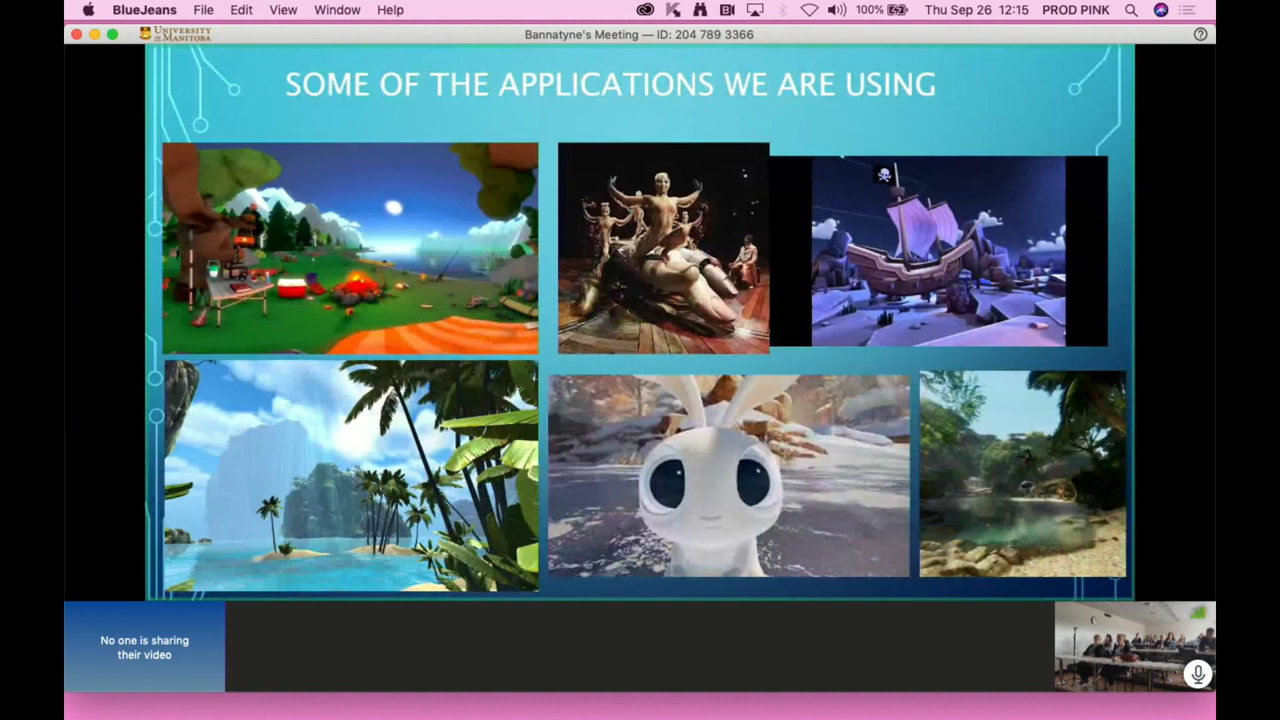 BlueJeans File Edit View Window Help 100% Thu Sep 26 12:15 PROD PINK
UNIVERSITY
OF MANITOBA
Bannatyne's Meeting — ID: 204 789 3366
SOME OF THE APPLICATIONS WE ARE USING
No one is sharing
their video